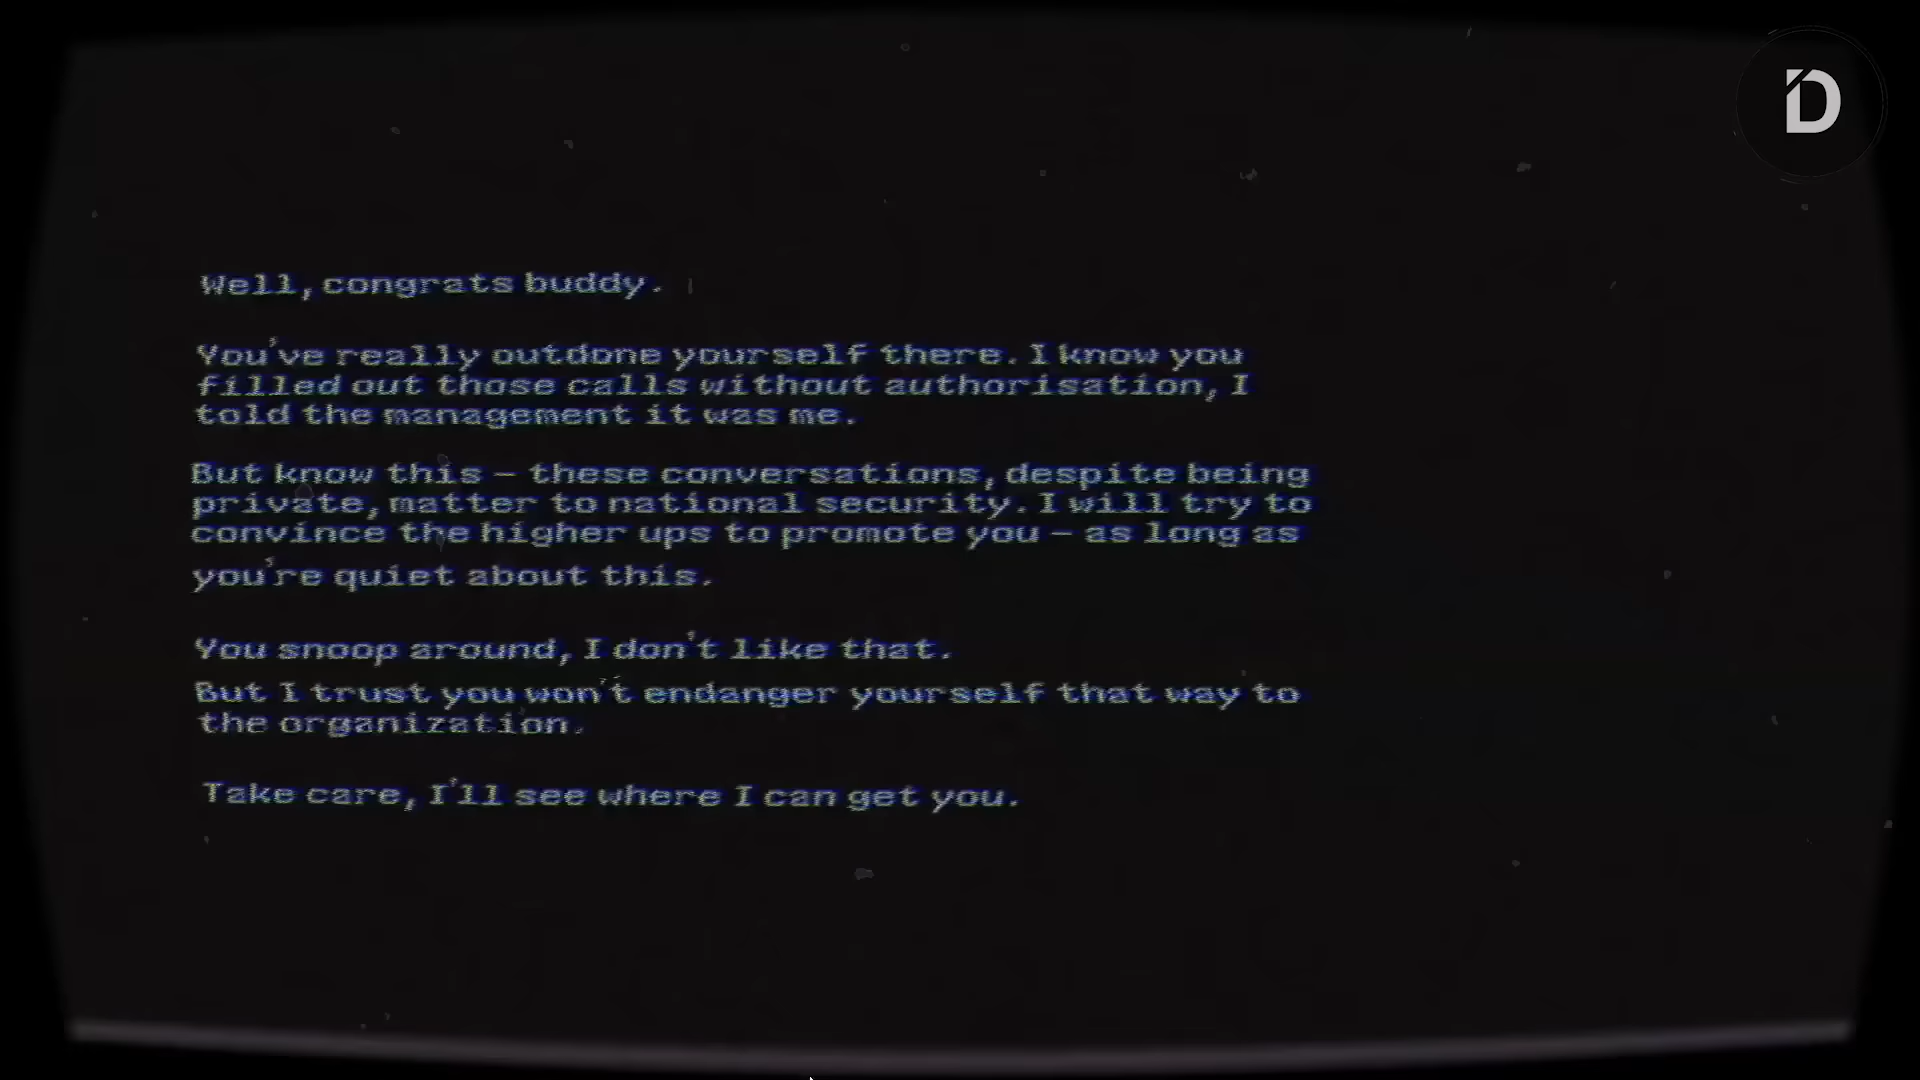 D
Well, congrats buddy.
You've really outdone yourself there. I know you
filled out those calls without authorisation, I
told the management it was me.
But know this – these conversations, despite being
private, matter to national security. I will try to
convince the higher ups to promote you – as long as
you're quiet about this.
You snoop around, I don't like that.
But I trust you won't endanger yourself that way to
the organization.
Take care, I'll see where I can get you.